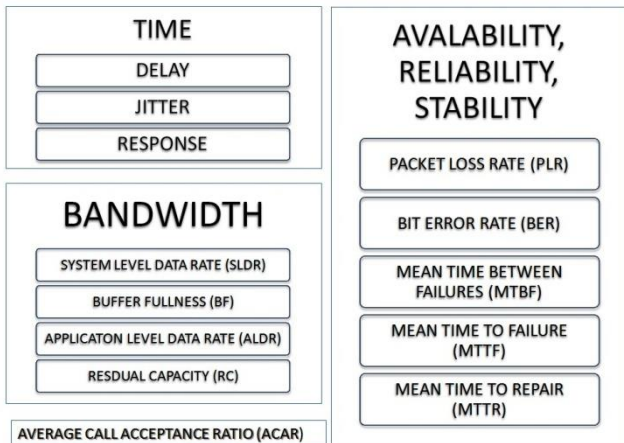 TIME
DELAY
JITTER
RESPONSE
BANDWIDTH
SYSTEM LEVEL DATA RATE (SLDR)
BUFFER FULLNESS (BF)
APPLICATON LEVEL DATA RATE (ALDR)
RESDUAL CAPACITY (RC)
AVERAGE CALL ACCEPTANCE RATIO (ACAR)
AVALABILITY,
RELIABILITY,
STABILITY
PACKET LOSS RATE (PLR)
BIT ERROR RATE (BER)
MEAN TIME BETWEEN
FAILURES (MTBF)
MEAN TIME TO FAILURE
(MTTF)
MEAN TIME TO REPAIR
(MTTR)